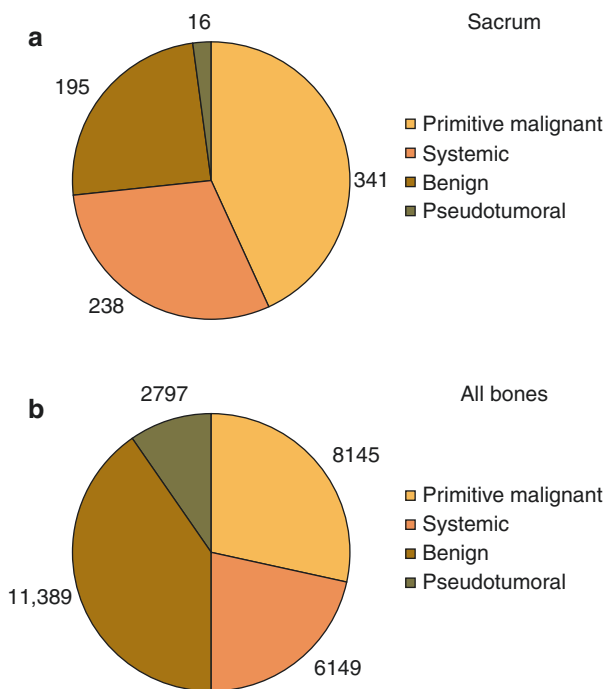 a
Sacrum
16
195
341
238
Primitive malignant
Systemic
Benign
Pseudotumoral
b
All bones
2797
8145
11,389
6149
Primitive malignant
Systemic
Benign
Pseudotumoral